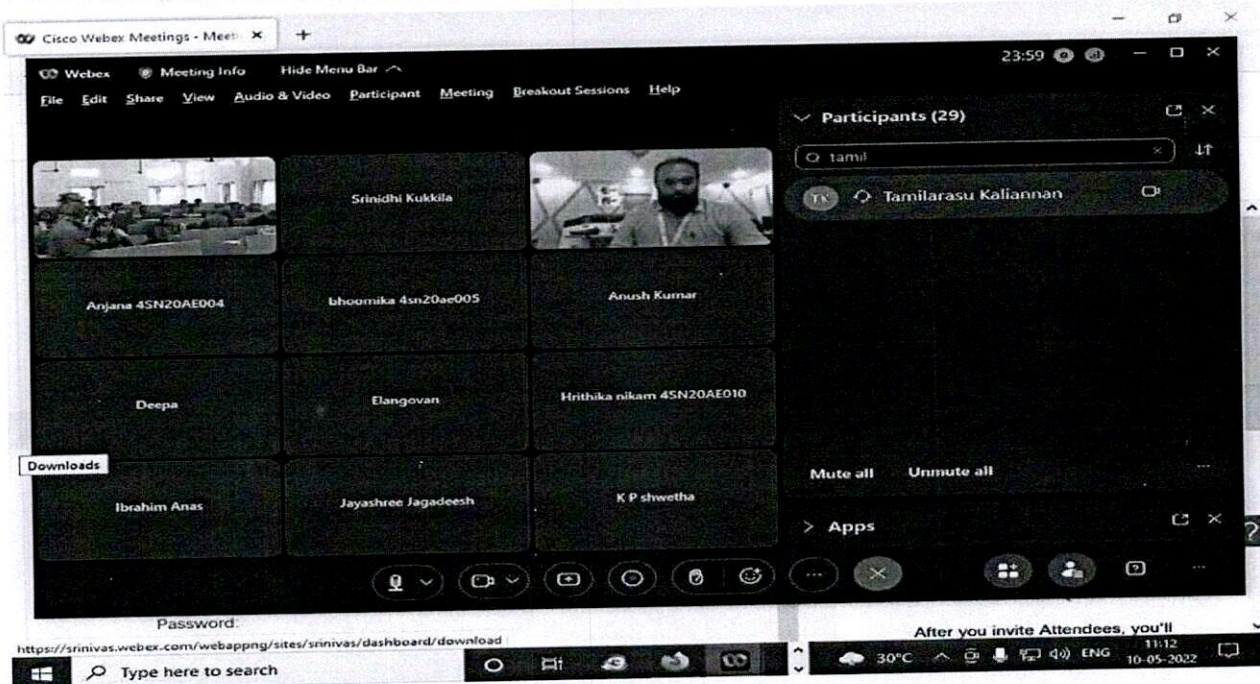 Cisco Webex Meetings - Meet
Webex Meeting Info Hide Menu Bar 23:59
File Edit Share View Audio & Video Participant Meeting Breakout Sessions Help
Participants (29)
tamil
TK Tamilarasu Kaliannan
Srinidhi Kukkila
Anjana 4SN20AE004
bhoomika 4sn20ae005
Anush Kumar
Deepa
Elangovan
Hrithika nikam 4SN20AE010
Downloads
Ibrahim Anas
Jayashree Jagadeesh
K P shwetha
Mute all Unmute all
Apps
Password:
After you invite Attendees, you'll
https://srinivas.webex.com/webappng/sites/srinivas/dashboard/download
Type here to search
30°C ENG 11:12
10-05-2022